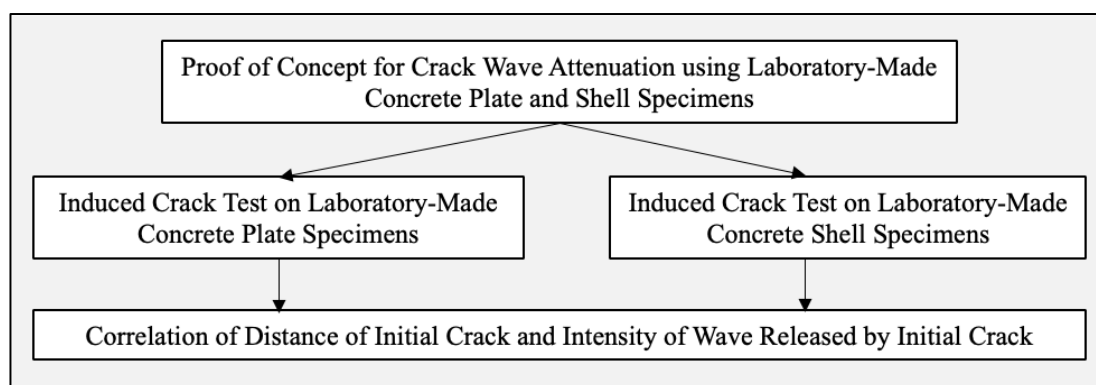 Proof of Concept for Crack Wave Attenuation using Laboratory-Made
Concrete Plate and Shell Specimens
Induced Crack Test on Laboratory-Made
Concrete Plate Specimens
Induced Crack Test on Laboratory-Made
Concrete Shell Specimens
Correlation of Distance of Initial Crack and Intensity of Wave Released by Initial Crack